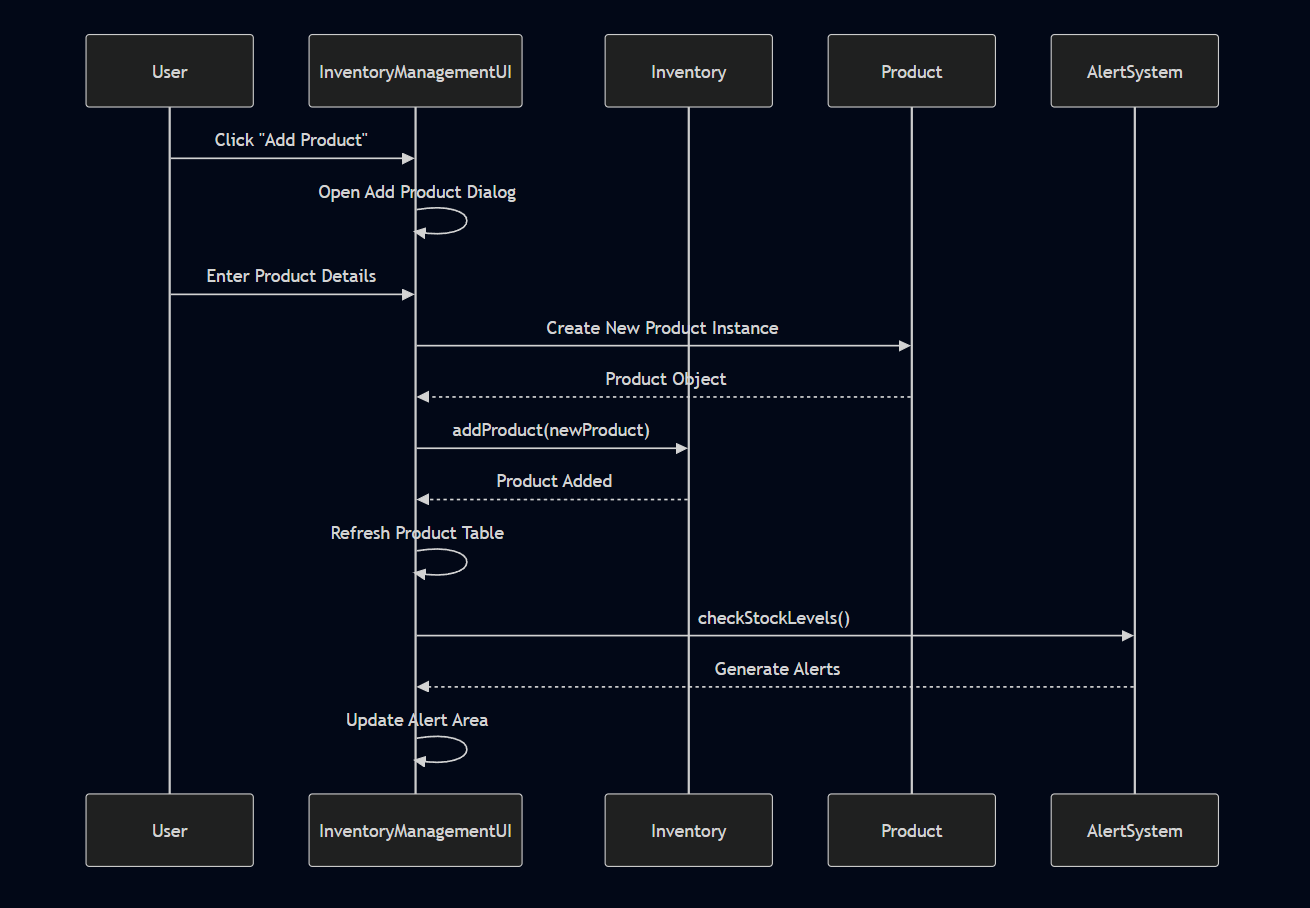 User
InventoryManagementUI
Inventory
Product
AlertSystem
Click "Add Product"
Open Add Product Dialog
Enter Product Details
Create New Product Instance
Product Object
addProduct(newProduct)
Product Added
Refresh Product Table
checkStockLevels()
Generate Alerts
Update Alert Area
User
InventoryManagementUI
Inventory
Product
AlertSystem